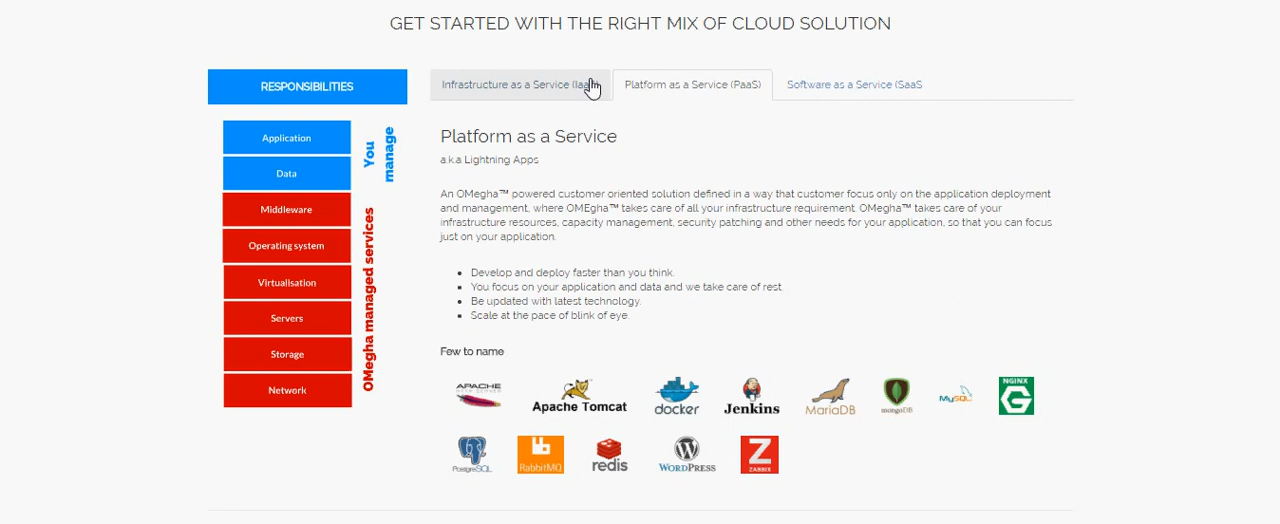 GET STARTED WITH THE RIGHT MIX OF CLOUD SOLUTION
RESPONSIBILITIES
Application
Data
Middleware
Operating system
Virtualisation
Servers
Storage
Network
You
manage
OMegha managed services
Infrastructure as a Service
Platform as a Service (PaaS)
Software as a Service (SaaS
Platform as a Service
a.k.a Lightning Apps
An OMegha™ powered customer oriented solution defined in a way that customer focus only on the application deployment
and management, where OMEgha™ takes care of all your infrastructure requirement. OMegha™ takes care of your
infrastructure resources, capacity management, security patching and other needs for your application, so that you can focus
just on your application.
Develop and deploy faster than you think.
You focus on your application and data and we take care of rest.
Be updated with latest technology.
Scale at the pace of blink of eye.
Few to name
APACHE
Apache Tomcat
docker
Jenkins
MariaDB
mongoDB
MySQL
NGINX
G
PostgreSQL
RabbitMQ
redis
WORDPRESS
Z
ZABBIX